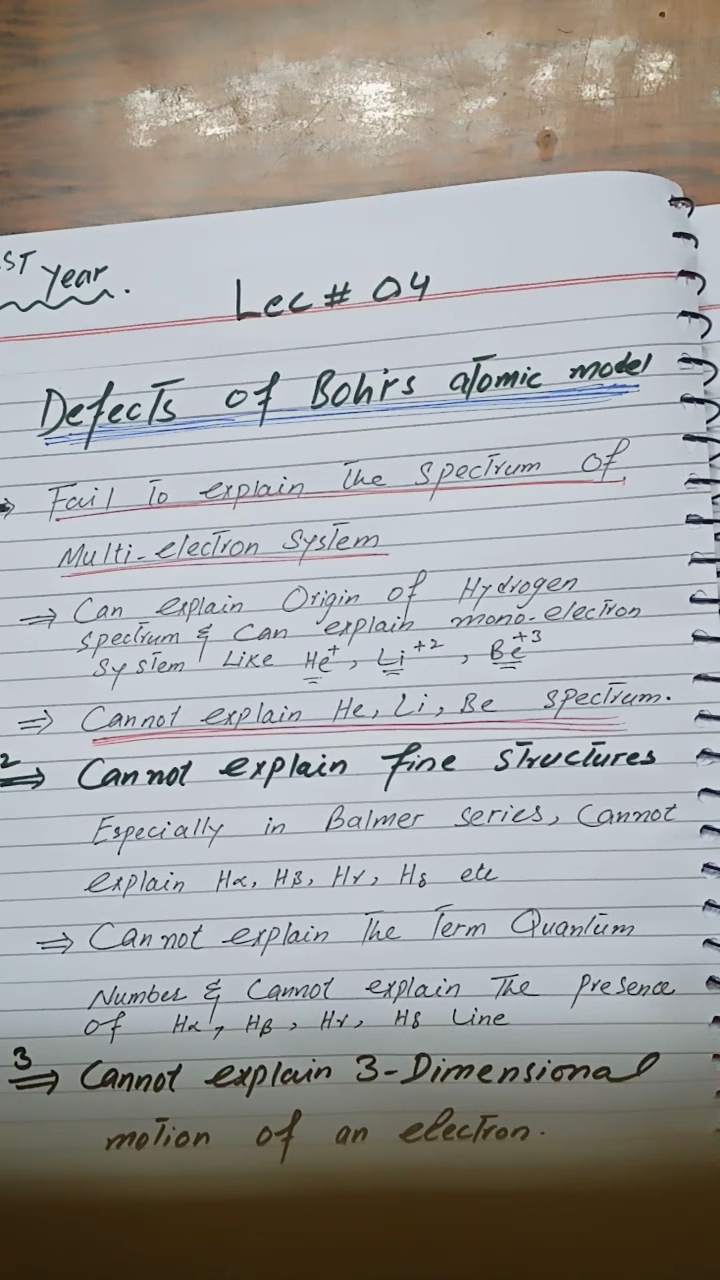 ST Year.
Lec # 04
Defects of Bohr's atomic model
⇒ Fail to explain the spectrum of
Multi-electron System
⇒ Can explain Origin of Hydrogen
spectrum & Can explain mono-electron
System Like He⁺, Li⁺², Be⁺³
⇒ Cannot explain He, Li, Be spectrum.
2 ⇒ Cannot explain fine structures
Especially in Balmer series, Cannot
explain Hα, Hβ, Hγ, Hδ etc
⇒ Cannot explain The Term Quantum
Number & Cannot explain The presence
of Hα, Hβ, Hγ, Hδ Line
3 ⇒ Cannot explain 3-Dimensional
motion of an electron.